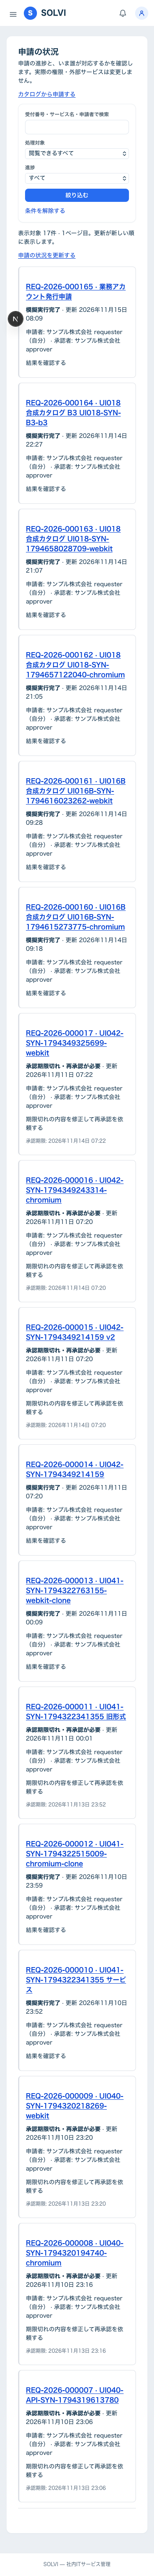 S SOLVI
申請の状況
申請の進捗と、いま誰が対応するかを確認し
ます。実際の権限・外部サービスは変更しま
せん。
カタログから申請する
受付番号・サービス名・申請者で検索
処理対象
閲覧できるすべて
進捗
すべて
絞り込む
条件を解除する
表示対象 17件 · 1ページ目。更新が新しい順
に表示します。
申請の状況を更新する
REQ-2026-000165 · 業務アカ
ウント発行申請
模擬実行完了 · 更新 2026年11月15日
08:09
申請者: サンプル株式会社 requester
（自分） · 承認者: サンプル株式会社
approver
結果を確認する
N
REQ-2026-000164 · UI018
合成カタログ B3 UI018-SYN-
B3-b3
模擬実行完了 · 更新 2026年11月14日
22:27
申請者: サンプル株式会社 requester
（自分） · 承認者: サンプル株式会社
approver
結果を確認する
REQ-2026-000163 · UI018
合成カタログ UI018-SYN-
1794658028709-webkit
模擬実行完了 · 更新 2026年11月14日
21:07
申請者: サンプル株式会社 requester
（自分） · 承認者: サンプル株式会社
approver
結果を確認する
REQ-2026-000162 · UI018
合成カタログ UI018-SYN-
1794657122040-chromium
模擬実行完了 · 更新 2026年11月14日
21:05
申請者: サンプル株式会社 requester
（自分） · 承認者: サンプル株式会社
approver
結果を確認する
REQ-2026-000161 · UI016B
合成カタログ UI016B-SYN-
1794616023262-webkit
模擬実行完了 · 更新 2026年11月14日
09:28
申請者: サンプル株式会社 requester
（自分） · 承認者: サンプル株式会社
approver
結果を確認する
REQ-2026-000160 · UI016B
合成カタログ UI016B-SYN-
1794615273775-chromium
模擬実行完了 · 更新 2026年11月14日
09:18
申請者: サンプル株式会社 requester
（自分） · 承認者: サンプル株式会社
approver
結果を確認する
REQ-2026-000017 · UI042-
SYN-1794349325699-
webkit
承認期限切れ・再承認が必要 · 更新
2026年11月11日 07:22
申請者: サンプル株式会社 requester
（自分） · 承認者: サンプル株式会社
approver
期限切れの内容を修正して再承認を依
頼する
承認期限: 2026年11月14日 07:22
REQ-2026-000016 · UI042-
SYN-1794349243314-
chromium
承認期限切れ・再承認が必要 · 更新
2026年11月11日 07:20
申請者: サンプル株式会社 requester
（自分） · 承認者: サンプル株式会社
approver
期限切れの内容を修正して再承認を依
頼する
承認期限: 2026年11月14日 07:20
REQ-2026-000015 · UI042-
SYN-1794349214159 v2
承認期限切れ・再承認が必要 · 更新
2026年11月11日 07:20
申請者: サンプル株式会社 requester
（自分） · 承認者: サンプル株式会社
approver
期限切れの内容を修正して再承認を依
頼する
承認期限: 2026年11月14日 07:20
REQ-2026-000014 · UI042-
SYN-1794349214159
模擬実行完了 · 更新 2026年11月11日
07:20
申請者: サンプル株式会社 requester
（自分） · 承認者: サンプル株式会社
approver
結果を確認する
REQ-2026-000013 · UI041-
SYN-1794322763155-
webkit-clone
模擬実行完了 · 更新 2026年11月11日
00:09
申請者: サンプル株式会社 requester
（自分） · 承認者: サンプル株式会社
approver
結果を確認する
REQ-2026-000011 · UI041-
SYN-1794322341355 旧形式
承認期限切れ・再承認が必要 · 更新
2026年11月11日 00:01
申請者: サンプル株式会社 requester
（自分） · 承認者: サンプル株式会社
approver
期限切れの内容を修正して再承認を依
頼する
承認期限: 2026年11月13日 23:52
REQ-2026-000012 · UI041-
SYN-1794322515009-
chromium-clone
模擬実行完了 · 更新 2026年11月10日
23:59
申請者: サンプル株式会社 requester
（自分） · 承認者: サンプル株式会社
approver
結果を確認する
REQ-2026-000010 · UI041-
SYN-1794322341355 サービ
ス
模擬実行完了 · 更新 2026年11月10日
23:52
申請者: サンプル株式会社 requester
（自分） · 承認者: サンプル株式会社
approver
結果を確認する
REQ-2026-000009 · UI040-
SYN-1794320218269-
webkit
承認期限切れ・再承認が必要 · 更新
2026年11月10日 23:20
申請者: サンプル株式会社 requester
（自分） · 承認者: サンプル株式会社
approver
期限切れの内容を修正して再承認を依
頼する
承認期限: 2026年11月13日 23:20
REQ-2026-000008 · UI040-
SYN-1794320194740-
chromium
承認期限切れ・再承認が必要 · 更新
2026年11月10日 23:16
申請者: サンプル株式会社 requester
（自分） · 承認者: サンプル株式会社
approver
期限切れの内容を修正して再承認を依
頼する
承認期限: 2026年11月13日 23:16
REQ-2026-000007 · UI040-
API-SYN-1794319613780
承認期限切れ・再承認が必要 · 更新
2026年11月10日 23:06
申請者: サンプル株式会社 requester
（自分） · 承認者: サンプル株式会社
approver
期限切れの内容を修正して再承認を依
頼する
承認期限: 2026年11月13日 23:06
SOLVI — 社内ITサービス管理